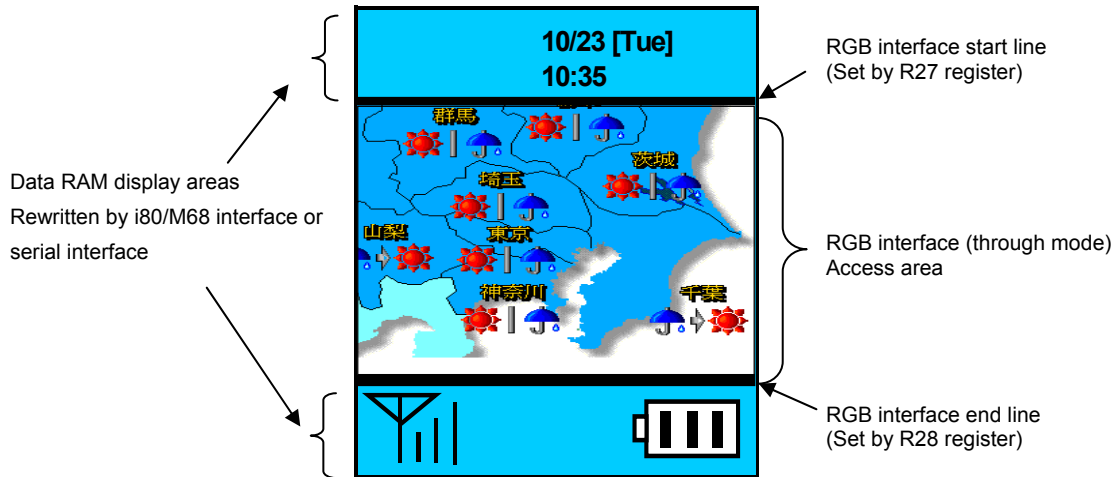 10/23 [Tue]
10:35
RGB interface start line
(Set by R27 register)
群馬
茨城
埼玉
山梨
東京
神奈川
千葉
Data RAM display areas
Rewritten by i80/M68 interface or
serial interface
RGB interface (through mode)
Access area
RGB interface end line
(Set by R28 register)